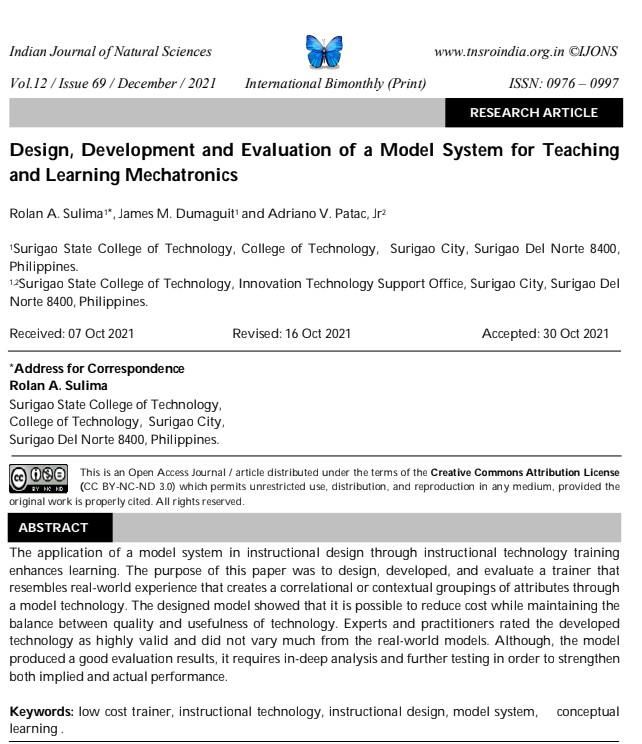 Indian Journal of Natural Sciences www.tnsroindia.org.in ©IJONS
Vol.12 / Issue 69 / December / 2021 International Bimonthly (Print) ISSN: 0976 – 0997
RESEARCH ARTICLE
Design, Development and Evaluation of a Model System for Teaching
and Learning Mechatronics
Rolan A. Sulima¹*, James M. Dumaguit¹ and Adriano V. Patac, Jr²
¹Surigao State College of Technology, College of Technology, Surigao City, Surigao Del Norte 8400,
Philippines.
¹,²Surigao State College of Technology, Innovation Technology Support Office, Surigao City, Surigao Del
Norte 8400, Philippines.
Received: 07 Oct 2021 Revised: 16 Oct 2021 Accepted: 30 Oct 2021
*Address for Correspondence
Rolan A. Sulima
Surigao State College of Technology,
College of Technology, Surigao City,
Surigao Del Norte 8400, Philippines.
cc BY NC ND
This is an Open Access Journal / article distributed under the terms of the Creative Commons Attribution License
(CC BY-NC-ND 3.0) which permits unrestricted use, distribution, and reproduction in any medium, provided the
original work is properly cited. All rights reserved.
ABSTRACT
The application of a model system in instructional design through instructional technology training
enhances learning. The purpose of this paper was to design, developed, and evaluate a trainer that
resembles real-world experience that creates a correlational or contextual groupings of attributes through
a model technology. The designed model showed that it is possible to reduce cost while maintaining the
balance between quality and usefulness of technology. Experts and practitioners rated the developed
technology as highly valid and did not vary much from the real-world models. Although, the model
produced a good evaluation results, it requires in-deep analysis and further testing in order to strengthen
both implied and actual performance.
Keywords: low cost trainer, instructional technology, instructional design, model system, conceptual
learning .